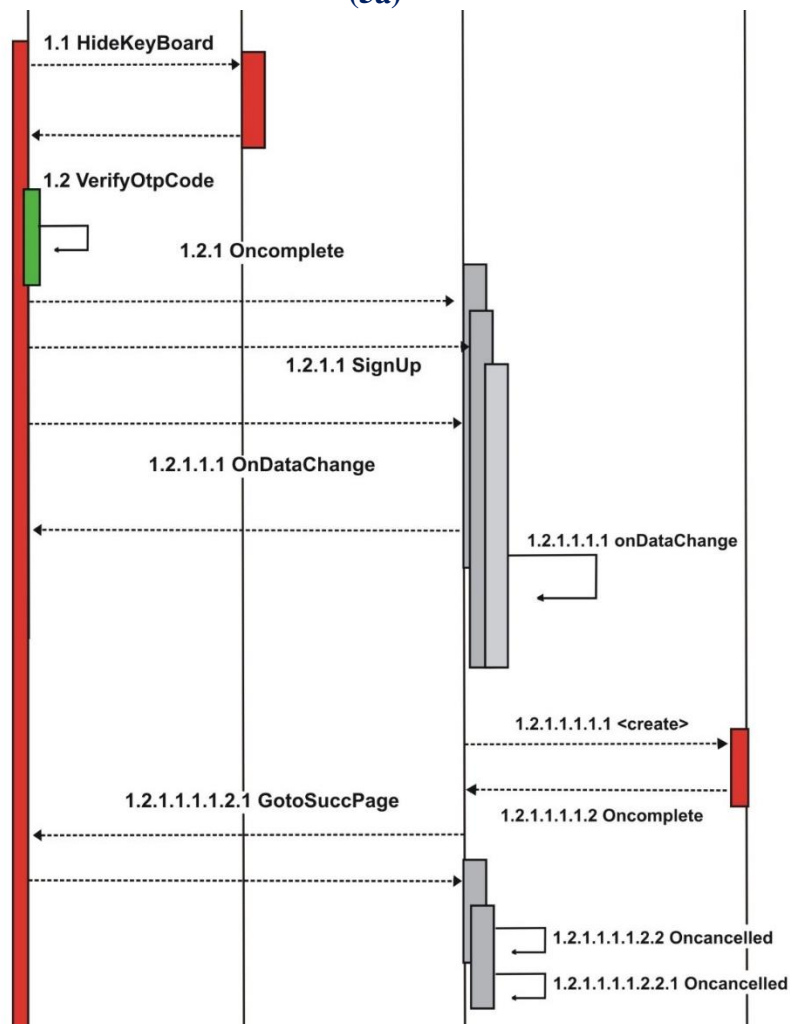 1.1 HideKeyBoard
1.2 VerifyOtpCode
1.2.1 Oncomplete
1.2.1.1 SignUp
1.2.1.1.1 OnDataChange
1.2.1.1.1.1 onDataChange
1.2.1.1.1.1.1 <create>
1.2.1.1.1.1.2.1 GotoSuccPage
1.2.1.1.1.1.2 Oncomplete
1.2.1.1.1.1.2.2 Oncancelled
1.2.1.1.1.1.2.2.1 Oncancelled